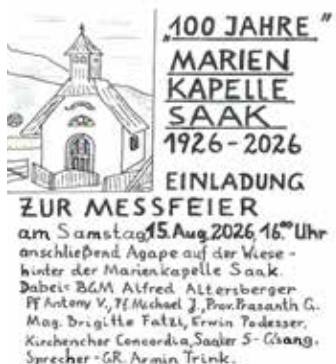 „100 JAHRE"
MARIEN
KAPELLE
SAAK
1926-2026
EINLADUNG
ZUR MESSFEIER
am Samstag 15. Aug. 2026, 16.⁰⁰ Uhr
anschließend Agape auf der Wiese -
hinter der Marienkapelle Saak.
Dabei: BGM Alfred Altersberger
Pf Antony V., Pf Michael J., Prov. Prasanth G.
Mag. Brigitte Fatzi, Erwin Podesser,
Kirchenchor Concordia, Saaker 5-G'sang.
Sprecher - GR. Armin Trink.